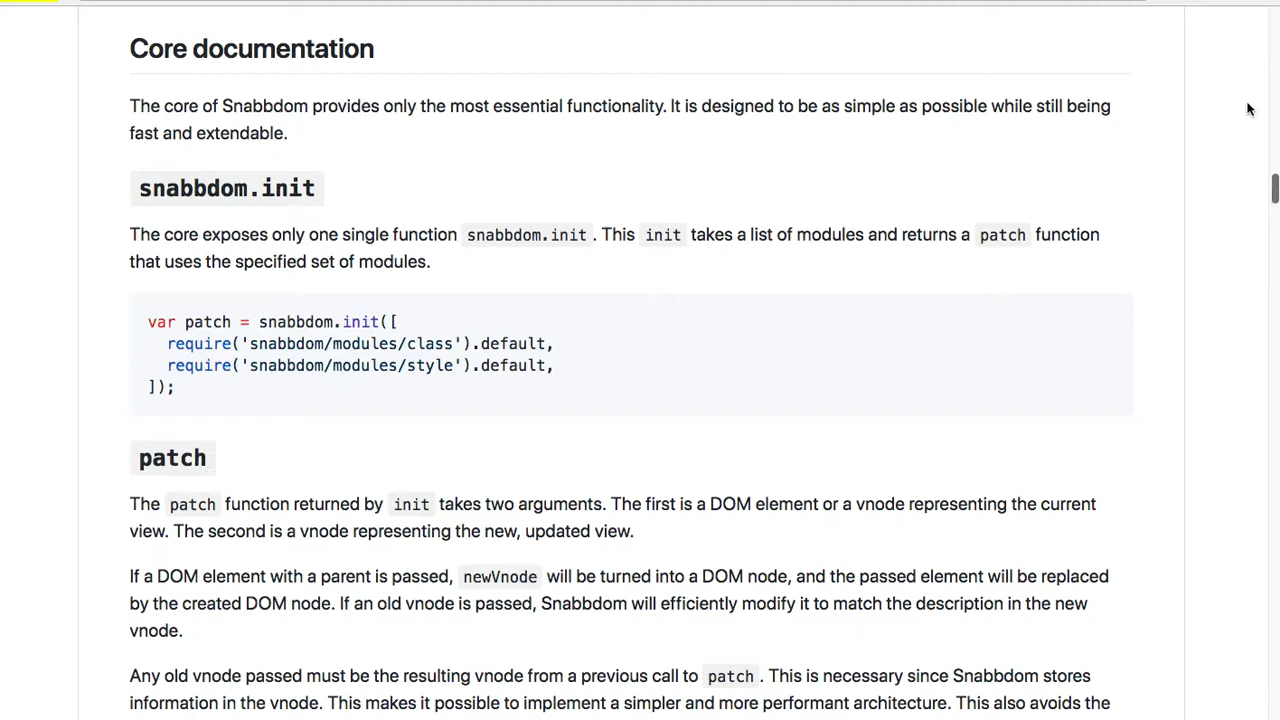 Core documentation
The core of Snabbdom provides only the most essential functionality. It is designed to be as simple as possible while still being
fast and extendable.
snabbdom.init
The core exposes only one single function snabbdom.init. This init takes a list of modules and returns a patch function
that uses the specified set of modules.
var patch = snabbdom.init([
  require('snabbdom/modules/class').default,
  require('snabbdom/modules/style').default,
]);
patch
The patch function returned by init takes two arguments. The first is a DOM element or a vnode representing the current
view. The second is a vnode representing the new, updated view.
If a DOM element with a parent is passed, newVnode will be turned into a DOM node, and the passed element will be replaced
by the created DOM node. If an old vnode is passed, Snabbdom will efficiently modify it to match the description in the new
vnode.
Any old vnode passed must be the resulting vnode from a previous call to patch. This is necessary since Snabbdom stores
information in the vnode. This makes it possible to implement a simpler and more performant architecture. This also avoids the